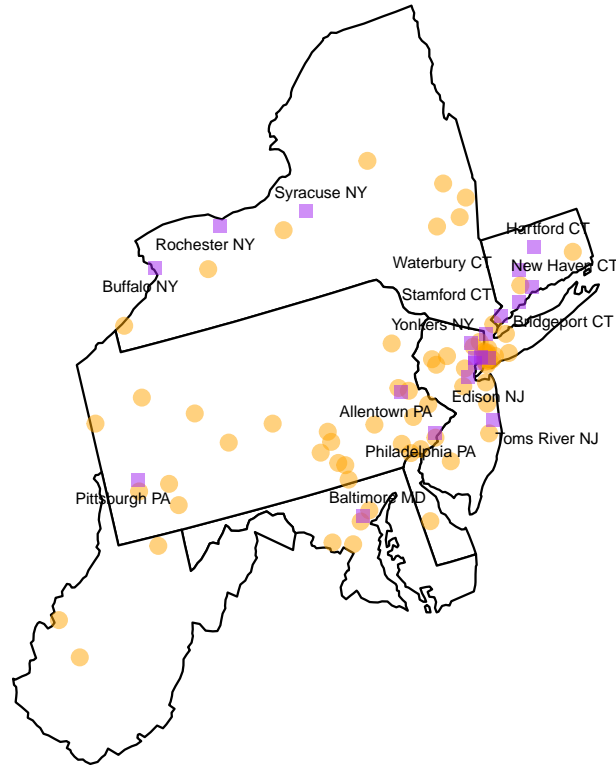 Syracuse NY
Hartford CT
Rochester NY
Waterbury CT
New Haven CT
Buffalo NY
Stamford CT
Yonkers NY
Bridgeport CT
Edison NJ
Allentown PA
Toms River NJ
Philadelphia PA
Pittsburgh PA
Baltimore MD